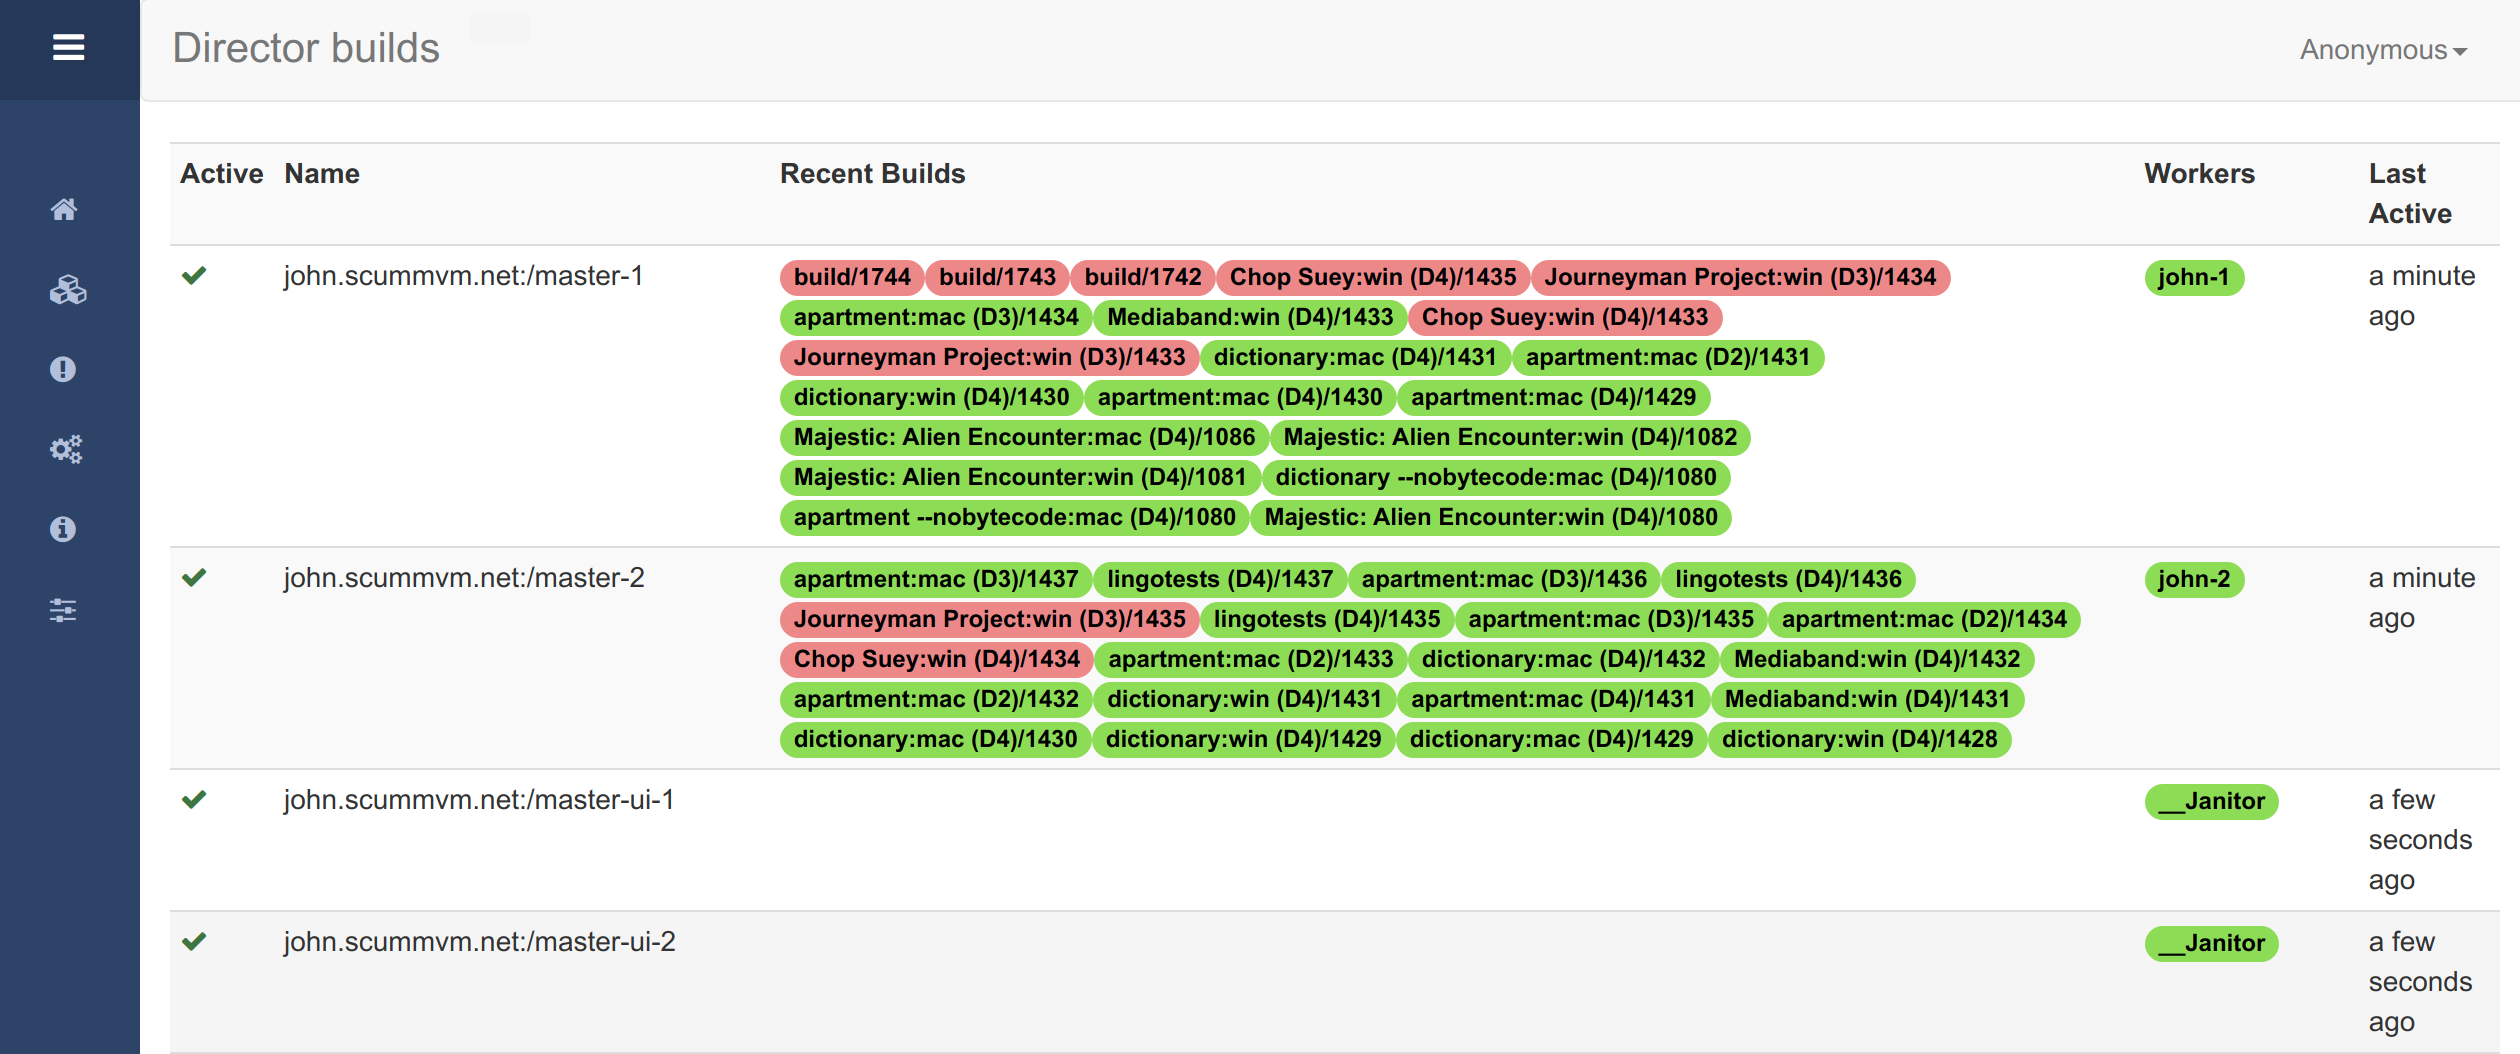 Director builds
Anonymous
Active Name Recent Builds Workers Last Active
john.scummvm.net:/master-1
build/1744 build/1743 build/1742 Chop Suey:win (D4)/1435 Journeyman Project:win (D3)/1434
apartment:mac (D3)/1434 Mediaband:win (D4)/1433 Chop Suey:win (D4)/1433
Journeyman Project:win (D3)/1433 dictionary:mac (D4)/1431 apartment:mac (D2)/1431
dictionary:win (D4)/1430 apartment:mac (D4)/1430 apartment:mac (D4)/1429
Majestic: Alien Encounter:mac (D4)/1086 Majestic: Alien Encounter:win (D4)/1082
Majestic: Alien Encounter:win (D4)/1081 dictionary --nobytecode:mac (D4)/1080
apartment --nobytecode:mac (D4)/1080 Majestic: Alien Encounter:win (D4)/1080
john-1
a minute
ago
john.scummvm.net:/master-2
apartment:mac (D3)/1437 lingotests (D4)/1437 apartment:mac (D3)/1436 lingotests (D4)/1436
Journeyman Project:win (D3)/1435 lingotests (D4)/1435 apartment:mac (D3)/1435 apartment:mac (D2)/1434
Chop Suey:win (D4)/1434 apartment:mac (D2)/1433 dictionary:mac (D4)/1432 Mediaband:win (D4)/1432
apartment:mac (D2)/1432 dictionary:win (D4)/1431 apartment:mac (D4)/1431 Mediaband:win (D4)/1431
dictionary:mac (D4)/1430 dictionary:win (D4)/1429 dictionary:mac (D4)/1429 dictionary:win (D4)/1428
john-2
a minute
ago
john.scummvm.net:/master-ui-1
__Janitor
a few
seconds
ago
john.scummvm.net:/master-ui-2
__Janitor
a few
seconds
ago